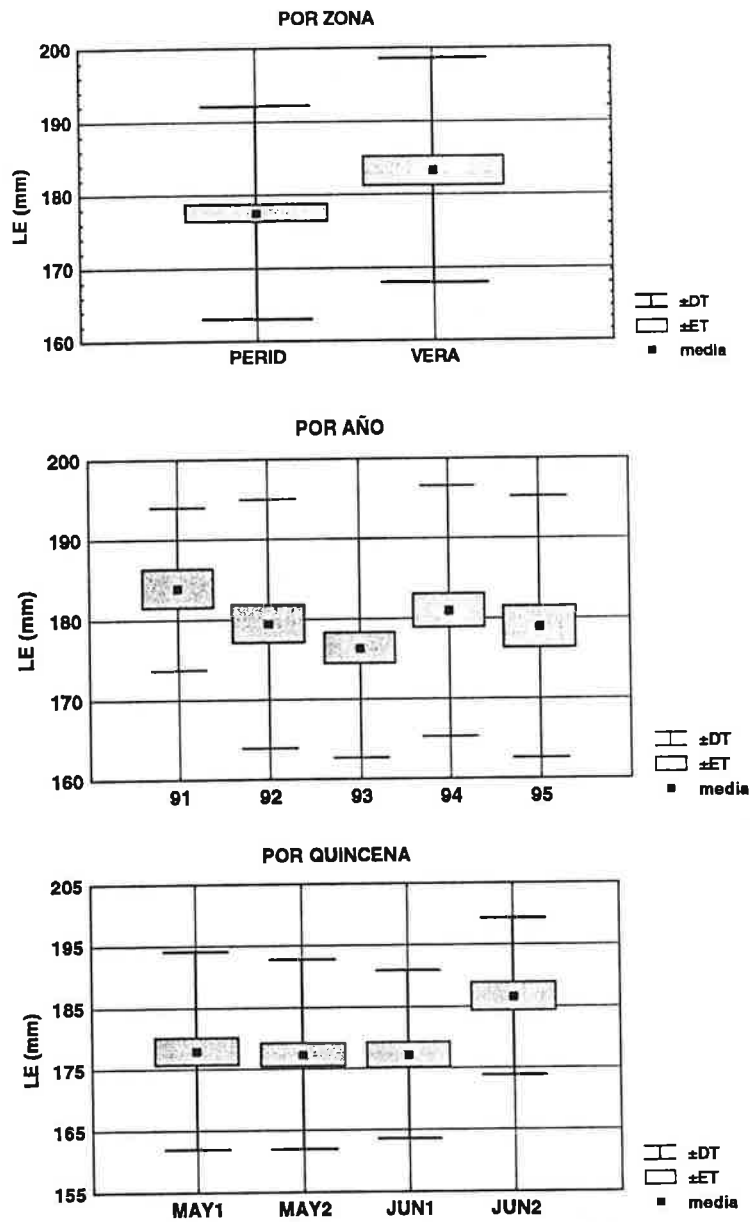 POR ZONA
200
190
180
170
160
LE (mm)
PERID VERA
±DT
±ET
media
POR AÑO
200
190
180
170
160
LE (mm)
91 92 93 94 95
±DT
±ET
media
POR QUINCENA
205
195
185
175
165
155
LE (mm)
MAY1 MAY2 JUN1 JUN2
±DT
±ET
media